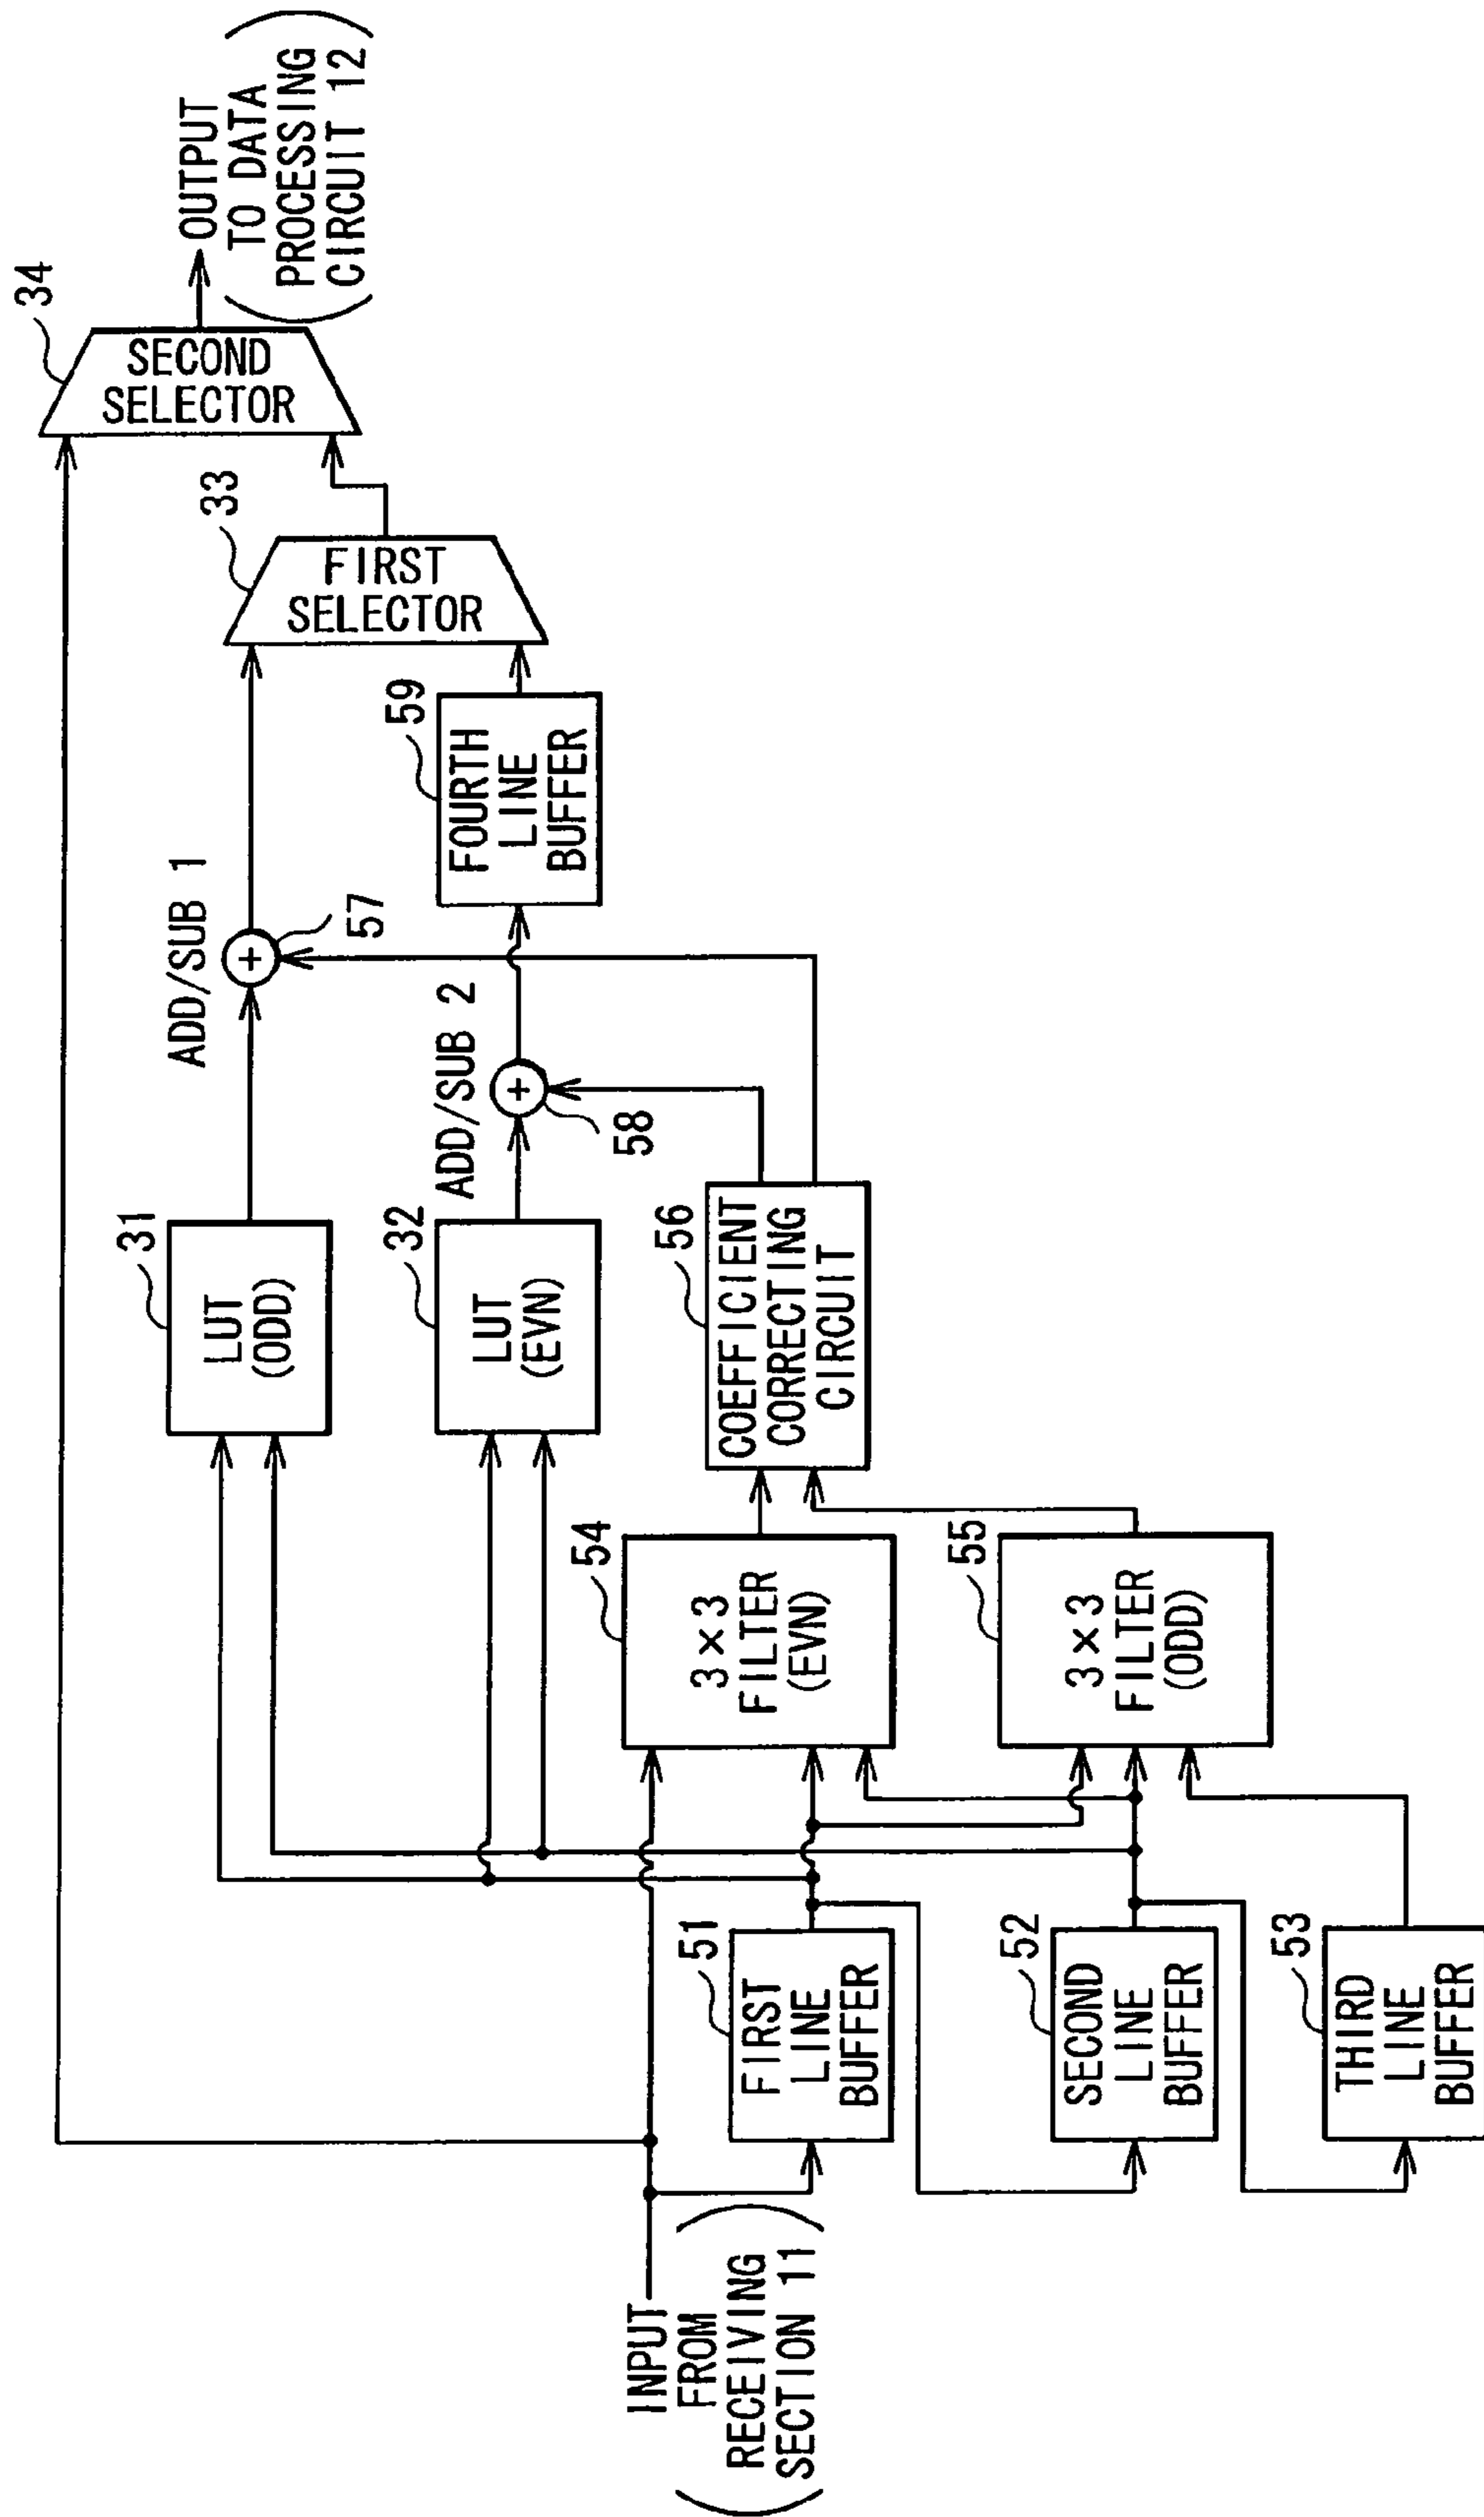 INPUT
FROM
RECEIVING
SECTION 11
51
FIRST
LINE
BUFFER
52
SECOND
LINE
BUFFER
53
THIRD
LINE
BUFFER
54
3×3
FILTER
(EVN)
55
3×3
FILTER
(ODD)
31
LUT
(ODD)
32
LUT
(EVN)
56
COEFFICIENT
CORRECTING
CIRCUIT
ADD/SUB 1
57
ADD/SUB 2
58
59
FOURTH
LINE
BUFFER
33
FIRST
SELECTOR
34
SECOND
SELECTOR
OUTPUT
TO DATA
PROCESSING
CIRCUIT 12